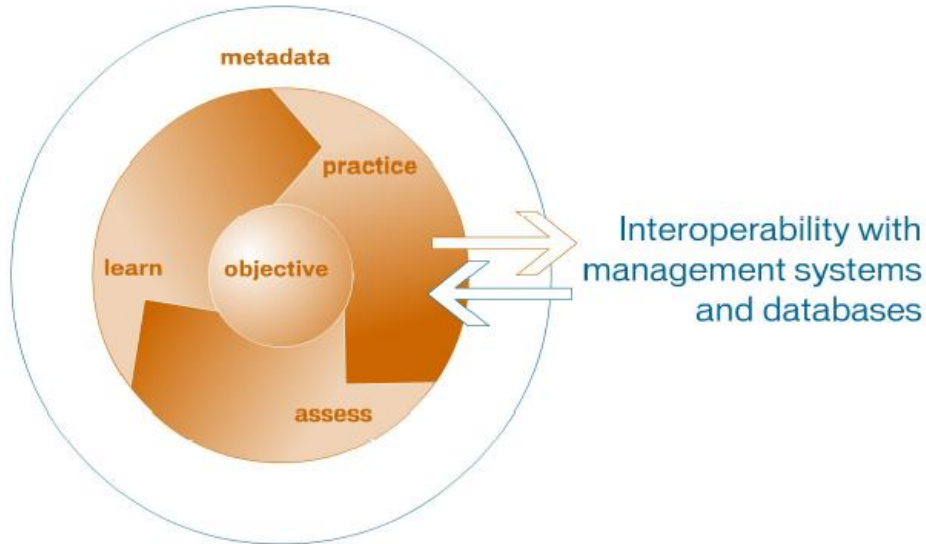 metadata
practice
learn
objective
assess
Interoperability with
management systems
and databases